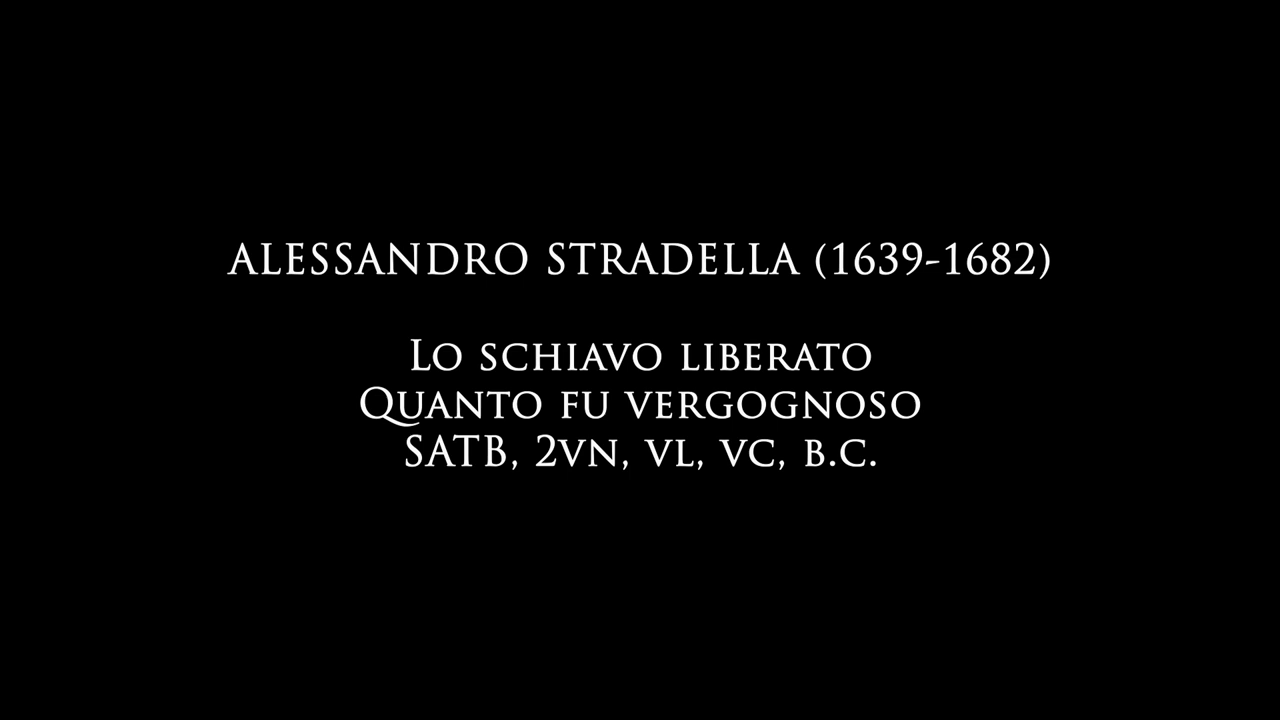 ALESSANDRO STRADELLA (1639-1682)
Lo schiavo liberato
Quanto fu vergognoso
SATB, 2vn, vl, vc, b.c.